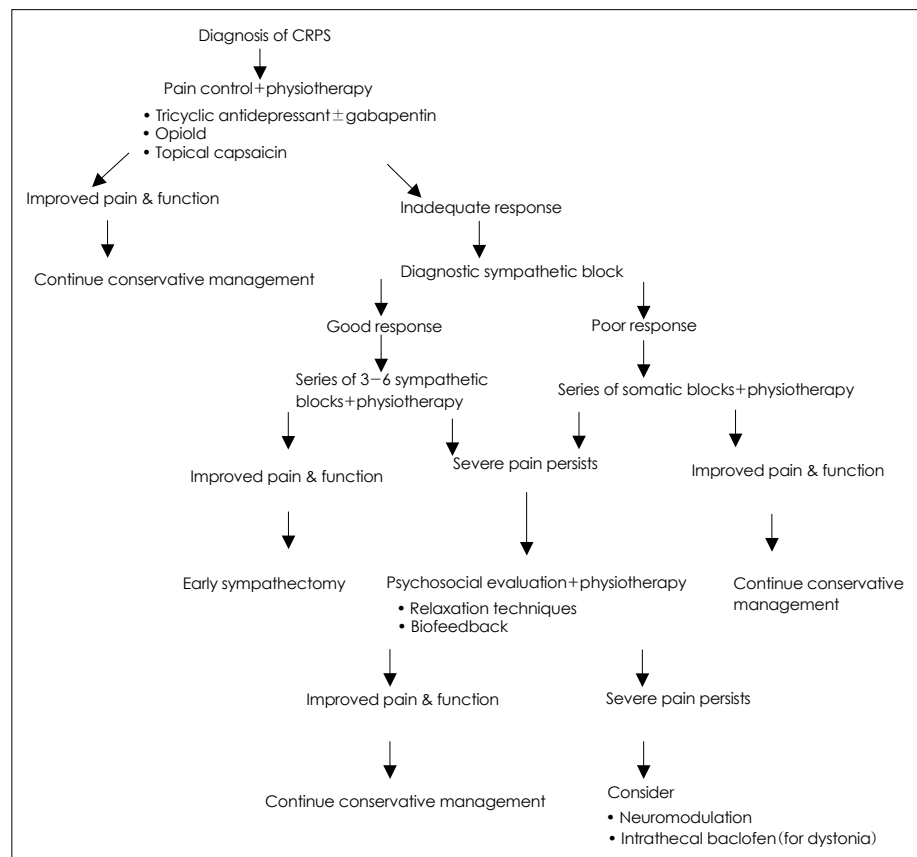 Diagnosis of CRPS
Pain control+physiotherapy
• Tricyclic antidepressant±gabapentin
• Opiold
• Topical capsaicin
Improved pain & function
Inadequate response
Continue conservative management
Diagnostic sympathetic block
Good response
Poor response
Series of 3−6 sympathetic
blocks+physiotherapy
Series of somatic blocks+physiotherapy
Improved pain & function
Severe pain persists
Improved pain & function
Early sympathectomy
Psychosocial evaluation+physiotherapy
• Relaxation techniques
• Biofeedback
Continue conservative
management
Improved pain & function
Severe pain persists
Continue conservative management
Consider
• Neuromodulation
• Intrathecal baclofen(for dystonia)